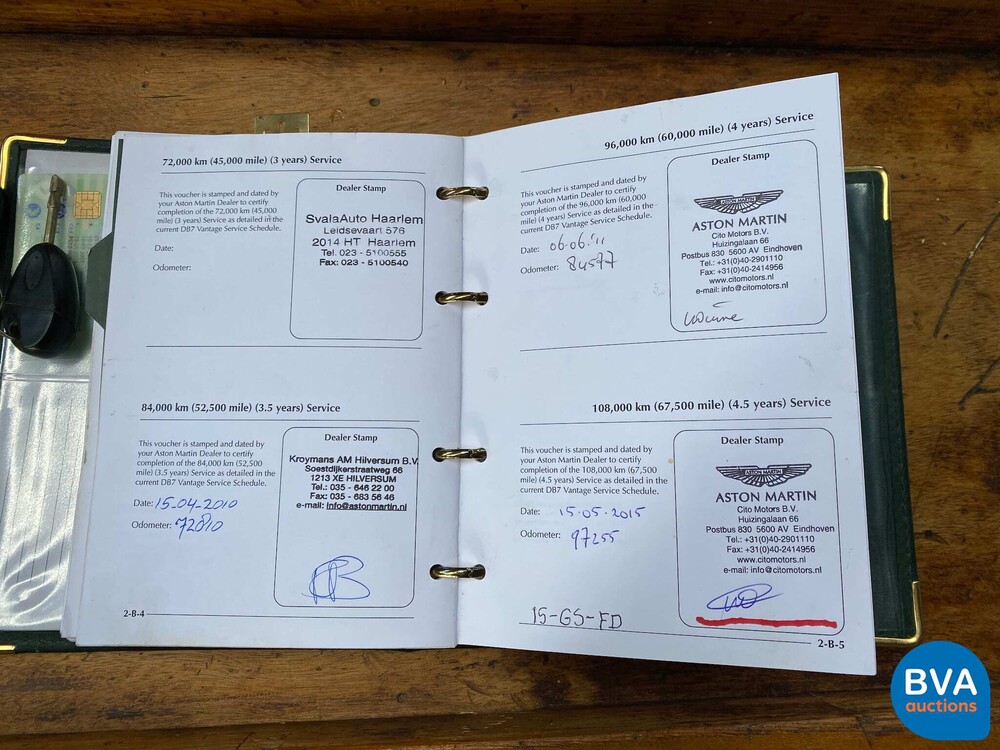 72,000 km (45,000 mile) (3 years) Service
This voucher is stamped and dated by
your Aston Martin Dealer to certify
completion of the 72,000 km (45,000
mile) (3 years) Service as detailed in the
current DB7 Vantage Service Schedule.
Date:
Odometer:
Dealer Stamp
SvalaAuto Haarlem
Leidsevaart 576
2014 HT Haarlem
Tel. 023 - 5100555
Fax: 023 - 5100540
84,000 km (52,500 mile) (3.5 years) Service
This voucher is stamped and dated by
your Aston Martin Dealer to certify
completion of the 84,000 km (52,500
mile) (3.5 years) Service as detailed in the
current DB7 Vantage Service Schedule.
Date: 15-04-2010
Odometer: 72810
Dealer Stamp
Kroymans AM Hilversum B.V.
Soestdijkerstraatweg 66
1213 XE HILVERSUM
Tel.: 035 - 646 22 00
Fax: 035 - 683 56 46
e-mail: info@astonmartin.nl
2-B-4
96,000 km (60,000 mile) (4 years) Service
This voucher is stamped and dated by
your Aston Martin Dealer to certify
completion of the 96,000 km (60,000
mile) (4 years) Service as detailed in the
current DB7 Vantage Service Schedule.
Date: 06-06-'11
Odometer: 84577
Dealer Stamp
ASTON MARTIN
ASTON MARTIN
Cito Motors B.V.
Huizingalaan 66
Postbus 830 5600 AV Eindhoven
Tel.: +31(0)40-2901110
Fax: +31(0)40-2414956
www.citomotors.nl
e-mail: info@citomotors.nl
108,000 km (67,500 mile) (4.5 years) Service
This voucher is stamped and dated by
your Aston Martin Dealer to certify
completion of the 108,000 km (67,500
mile) (4.5 years) Service as detailed in the
current DB7 Vantage Service Schedule.
Date: 15-05-2015
Odometer: 97255
Dealer Stamp
ASTON MARTIN
ASTON MARTIN
Cito Motors B.V.
Huizingalaan 66
Postbus 830 5600 AV Eindhoven
Tel.: +31(0)40-2901110
Fax: +31(0)40-2414956
www.citomotors.nl
e-mail: info@citomotors.nl
15-GS-FD
2-B-5
BVA
auctions